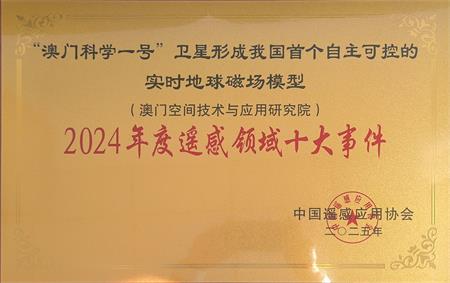 “澳门科学一号”卫星形成我国首个自主可控的
实时地球磁场模型
（澳门空间技术与应用研究院）
2024年度遥感领域十大事件
中国遥感应用协会
二〇二五年